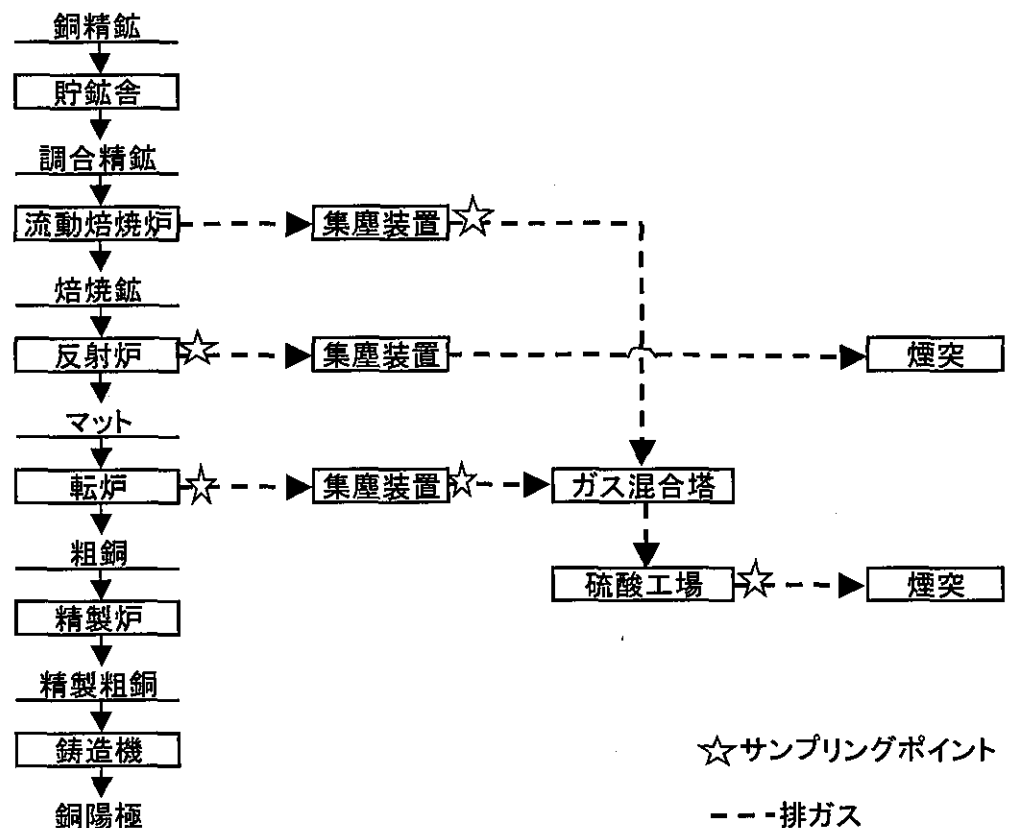 銅精鉱
貯鉱舎
調合精鉱
流動焙焼炉
集塵装置
焙焼鉱
反射炉
集塵装置
煙突
マット
転炉
集塵装置
ガス混合塔
粗銅
硫酸工場
煙突
精製炉
精製粗銅
鋳造機
☆サンプリングポイント
銅陽極
---排ガス